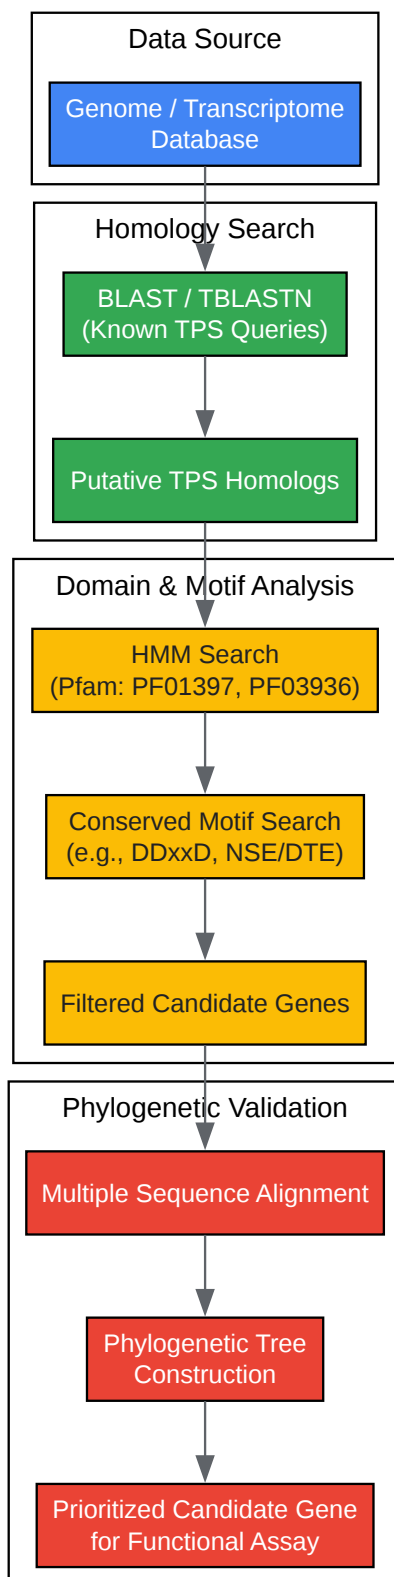 Data Source
Genome / Transcriptome
Database
Homology Search
BLAST / TBLASTN
(Known TPS Queries)
Putative TPS Homologs
Domain & Motif Analysis
HMM Search
(Pfam: PF01397, PF03936)
Conserved Motif Search
(e.g., DDxxD, NSE/DTE)
Filtered Candidate Genes
Phylogenetic Validation
Multiple Sequence Alignment
Phylogenetic Tree
Construction
Prioritized Candidate Gene
for Functional Assay